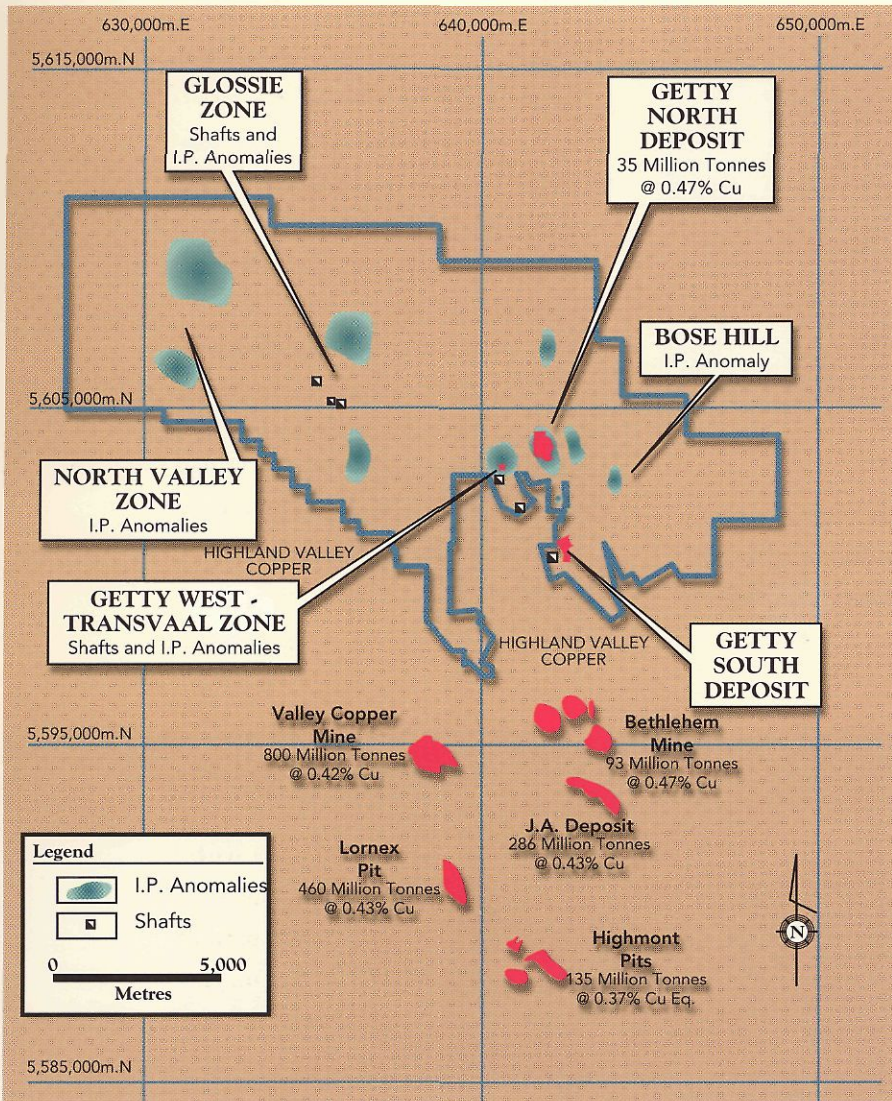 630,000m.E
640,000m.E
650,000m.E
5,615,000m.N
GLOSSIE
ZONE
Shafts and
I.P. Anomalies
GETTY
NORTH
DEPOSIT
35 Million Tonnes
@ 0.47% Cu
BOSE HILL
I.P. Anomaly
5,605,000m.N
NORTH VALLEY
ZONE
I.P. Anomalies
HIGHLAND VALLEY
COPPER
GETTY WEST -
TRANSVAAL ZONE
Shafts and I.P. Anomalies
HIGHLAND VALLEY
COPPER
GETTY
SOUTH
DEPOSIT
Valley Copper
Mine
800 Million Tonnes
@ 0.42% Cu
Bethlehem
Mine
93 Million Tonnes
@ 0.47% Cu
5,595,000m.N
J.A. Deposit
286 Million Tonnes
@ 0.43% Cu
Lornex
Pit
460 Million Tonnes
@ 0.43% Cu
Legend
I.P. Anomalies
Shafts
0
5,000
Metres
Highmont
Pits
135 Million Tonnes
@ 0.37% Cu Eq.
N
5,585,000m.N